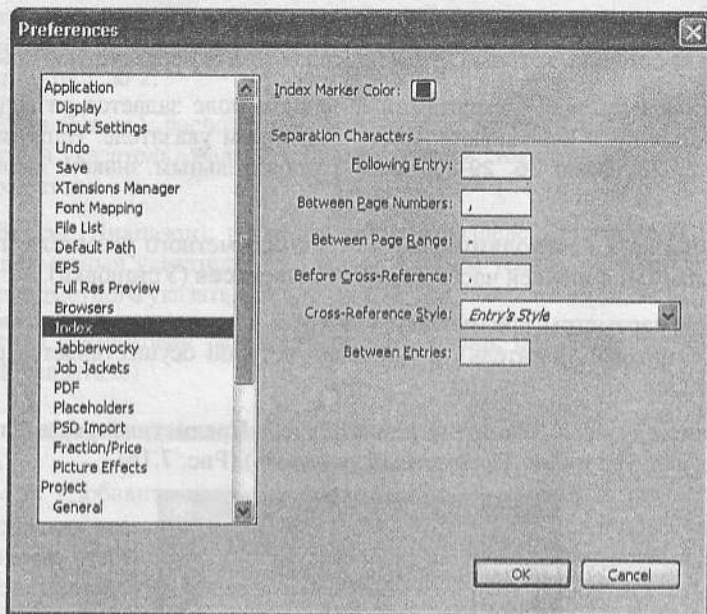 Preferences
Application
Display
Input Settings
Undo
Save
XTensions Manager
Font Mapping
File List
Default Path
EPS
Full Res Preview
Browsers
Index
Jabberwocky
Job Jackets
PDF
Placeholders
PSD Import
Fraction/Price
Picture Effects
Project
General
Index Marker Color:
Separation Characters
Following Entry:
Between Page Numbers: ,
Between Page Range: -
Before Cross-Reference: .
Cross-Reference Style: Entry's Style
Between Entries:
OK
Cancel